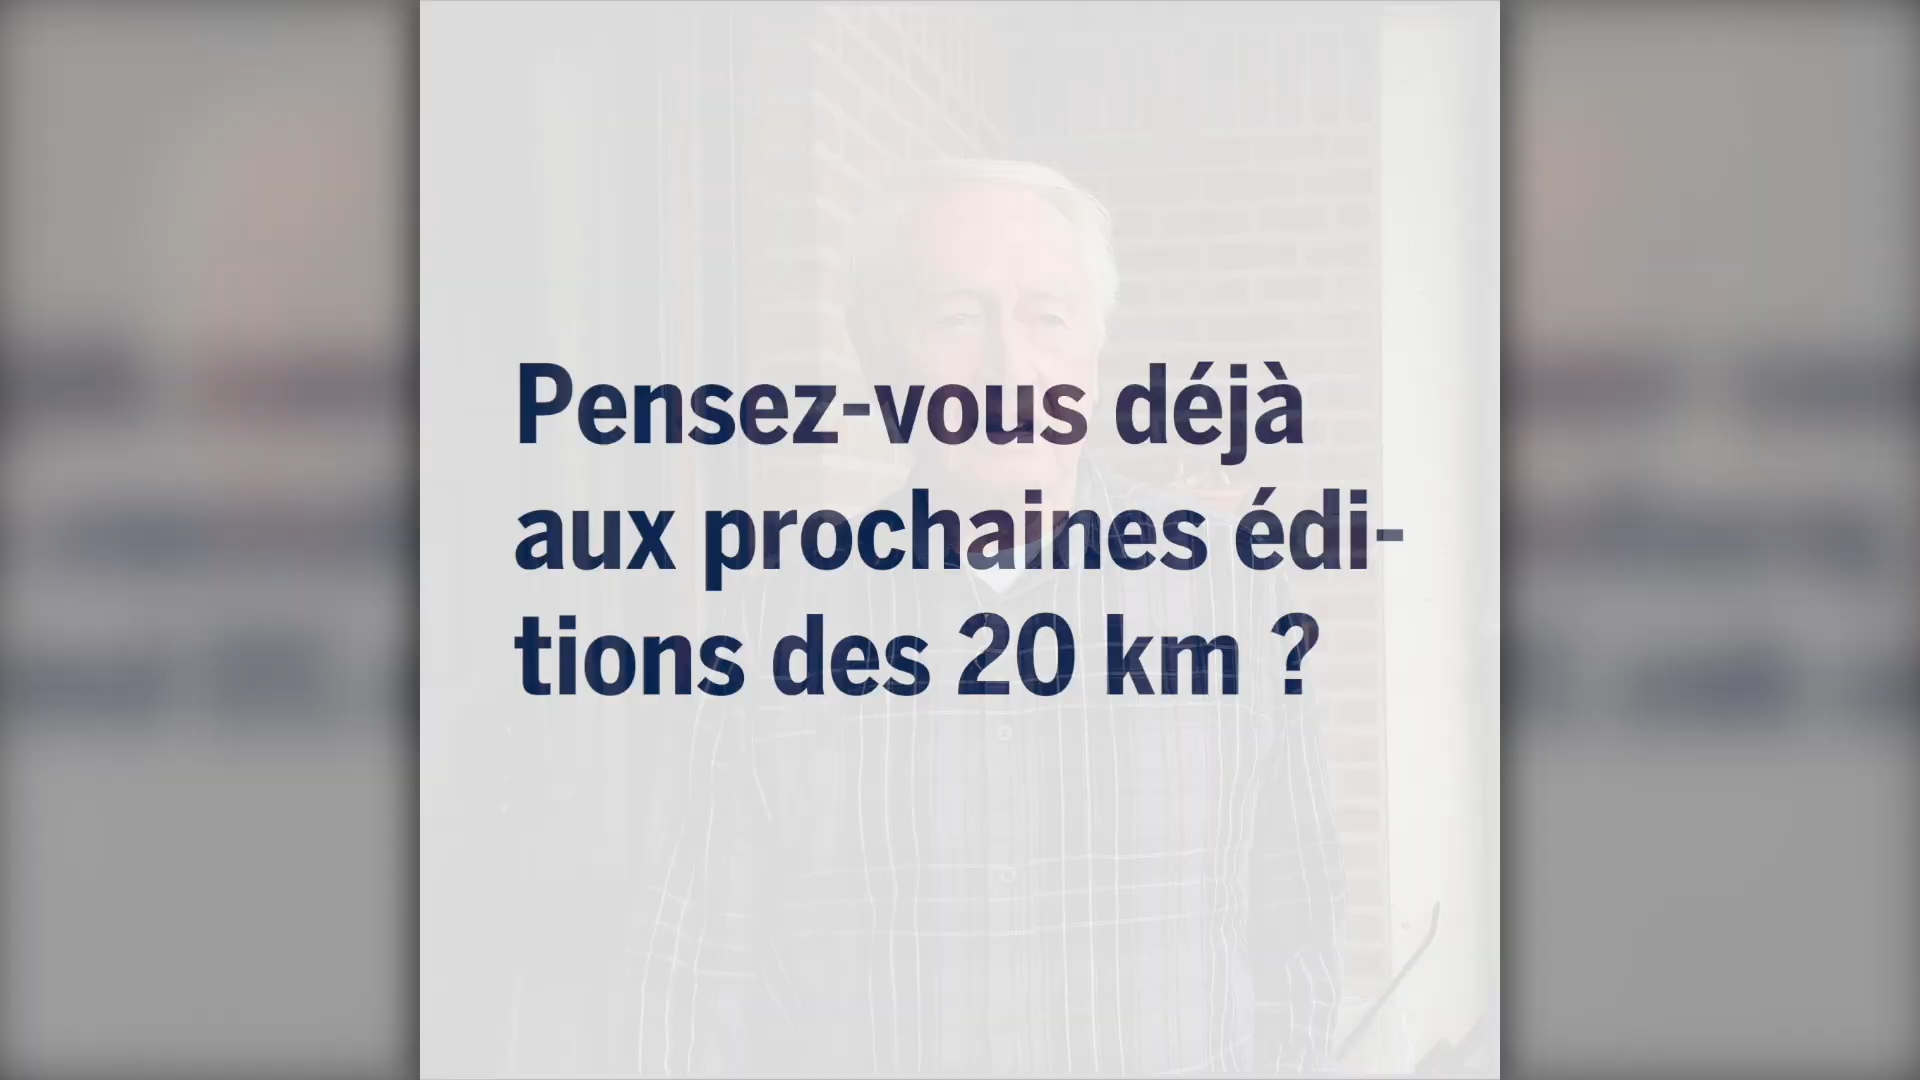 Pensez-vous déjà
aux prochaines édi-
tions des 20 km ?